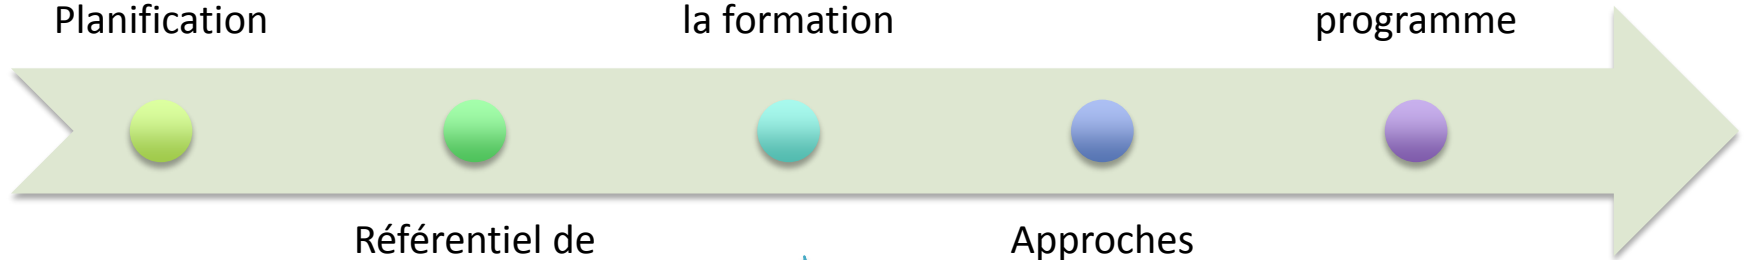 Planification
la formation
programme
Référentiel de
Approches